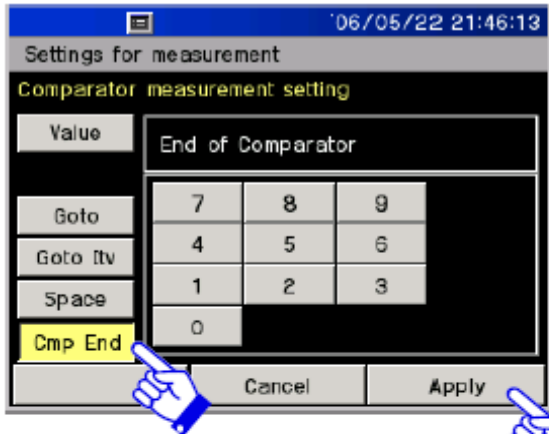 '06/05/22 21:46:13
Settings for measurement
Comparator measurement setting
Value
End of Comparator
7 8 9
Goto
4 5 6
Goto Itv
1 2 3
Space
0
Cmp End
Cancel Apply